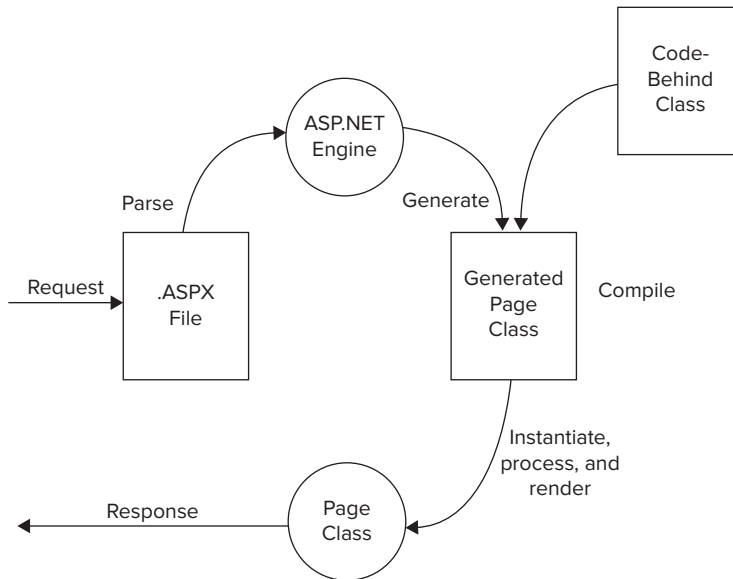 Code-
Behind
Class
ASP.NET
Engine
Parse
Generate
Request
.ASPX
File
Generated
Page
Class
Compile
Instantiate,
process, and
render
Response
Page
Class